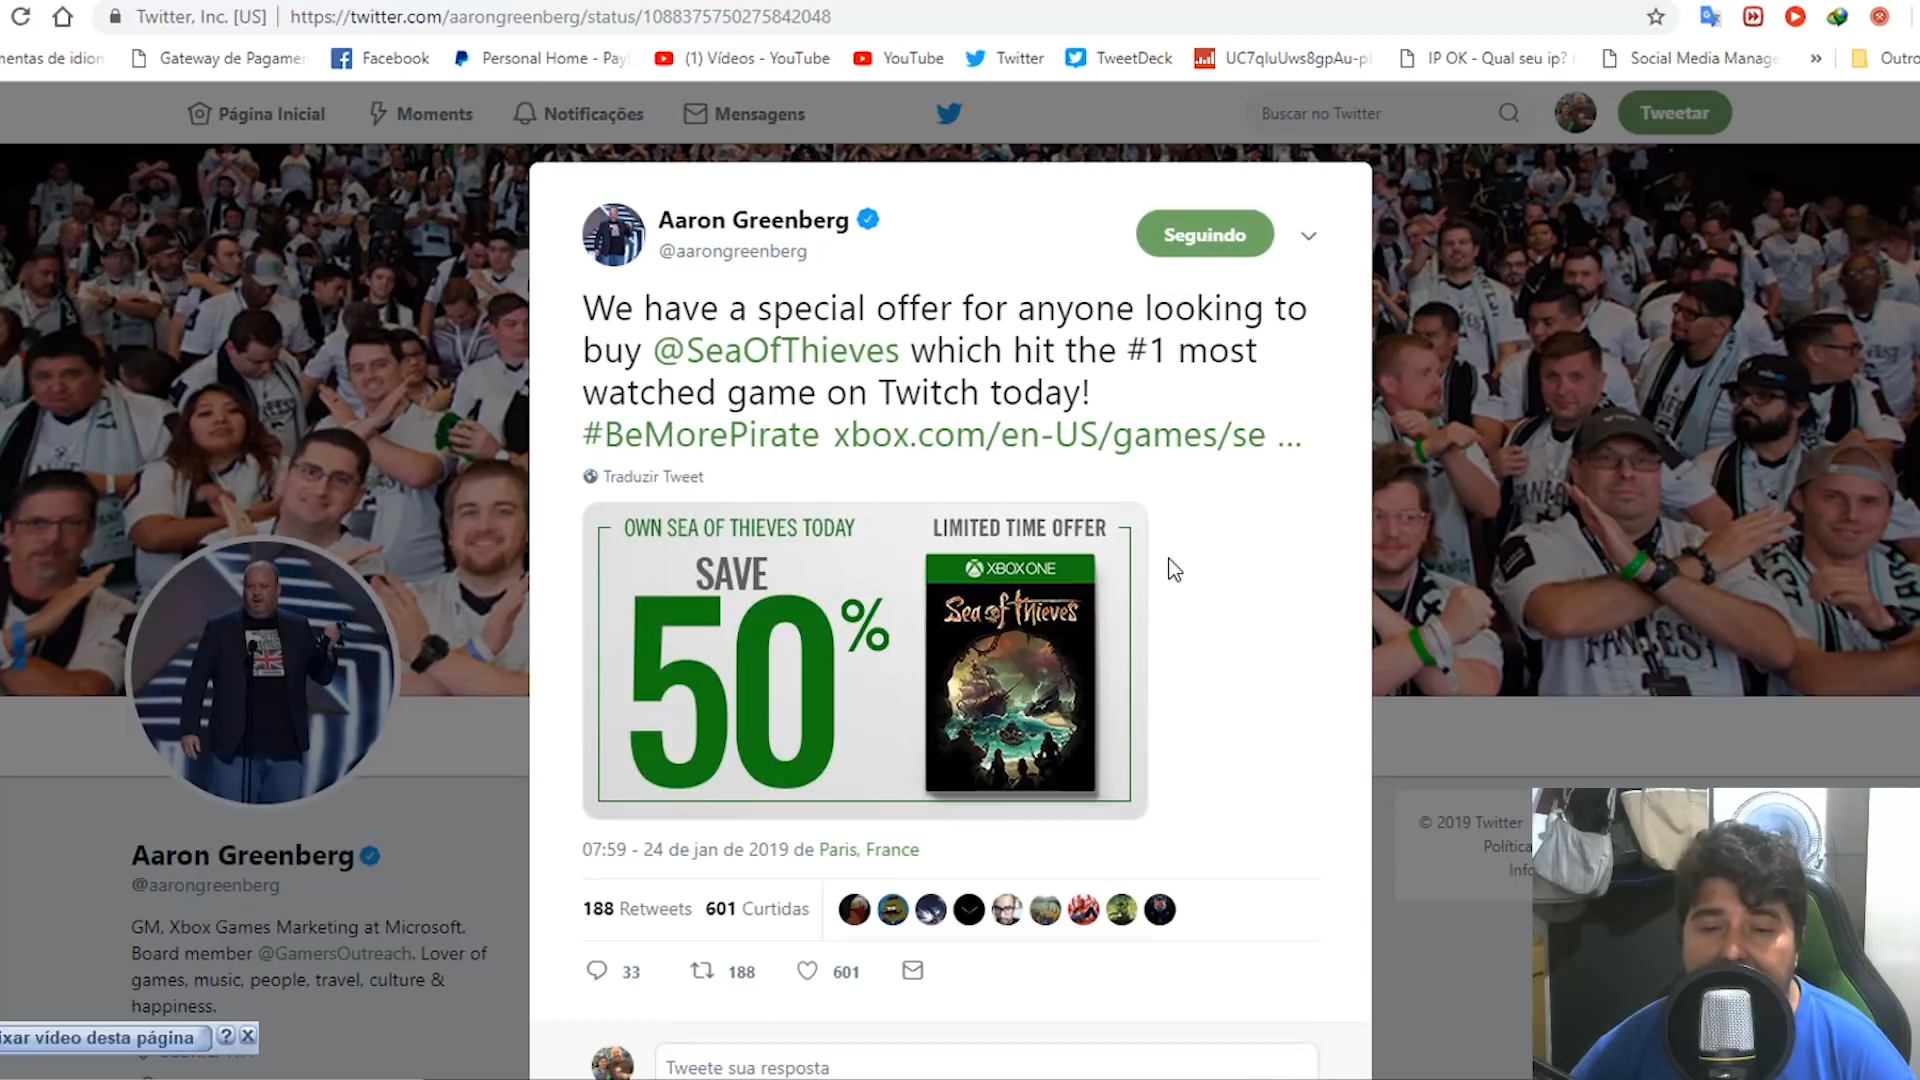 Twitter, Inc. [US] | https://twitter.com/aarongreenberg/status/1088375750275842048
mentas de idion
Gateway de Pagamen
Facebook
Personal Home - Pay
(1) Vídeos - YouTube
YouTube
Twitter
TweetDeck
UC7qluUws8gpAu-p
IP OK - Qual seu ip?
Social Media Manage
»
Outro
Página Inicial
Moments
Notificações
Mensagens
Buscar no Twitter
Tweetar
Aaron Greenberg
@aarongreenberg
Seguindo
We have a special offer for anyone looking to
buy @SeaOfThieves which hit the #1 most
watched game on Twitch today!
#BeMorePirate xbox.com/en-US/games/se ...
Traduzir Tweet
OWN SEA OF THIEVES TODAY
LIMITED TIME OFFER
SAVE
50%
XBOX ONE
Sea of Thieves
07:59 - 24 de jan de 2019 de Paris, France
188 Retweets 601 Curtidas
33
188
601
Tweete sua resposta
Aaron Greenberg
@aarongreenberg
GM, Xbox Games Marketing at Microsoft.
Board member @GamersOutreach. Lover of
games, music, people, travel, culture &
happiness.
ixar vídeo desta página
?
X
© 2019 Twitter
Política
Info